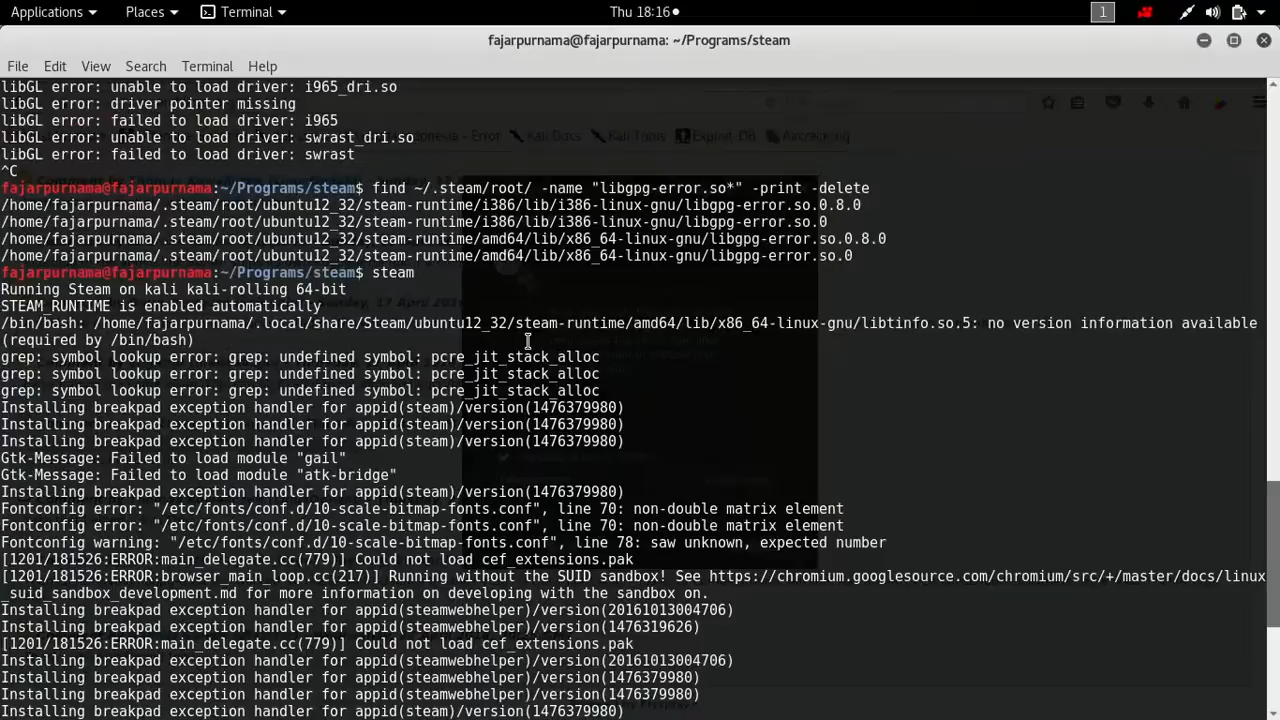 Applications Places Terminal Thu 18:16 1
fajarpurnama@fajarpurnama: ~/Programs/steam
File Edit View Search Terminal Help
libGL error: unable to load driver: i965_dri.so
libGL error: driver pointer missing
libGL error: failed to load driver: i965
libGL error: unable to load driver: swrast_dri.so
libGL error: failed to load driver: swrast
^C
fajarpurnama@fajarpurnama:~/Programs/steam$ find ~/.steam/root/ -name "libgpg-error.so*" -print -delete
/home/fajarpurnama/.steam/root/ubuntu12_32/steam-runtime/i386/lib/i386-linux-gnu/libgpg-error.so.0.8.0
/home/fajarpurnama/.steam/root/ubuntu12_32/steam-runtime/i386/lib/i386-linux-gnu/libgpg-error.so.0
/home/fajarpurnama/.steam/root/ubuntu12_32/steam-runtime/amd64/lib/x86_64-linux-gnu/libgpg-error.so.0.8.0
/home/fajarpurnama/.steam/root/ubuntu12_32/steam-runtime/amd64/lib/x86_64-linux-gnu/libgpg-error.so.0
fajarpurnama@fajarpurnama:~/Programs/steam$ steam
Running Steam on kali kali-rolling 64-bit
STEAM_RUNTIME is enabled automatically
/bin/bash: /home/fajarpurnama/.local/share/Steam/ubuntu12_32/steam-runtime/amd64/lib/x86_64-linux-gnu/libtinfo.so.5: no version information available
(required by /bin/bash)
grep: symbol lookup error: grep: undefined symbol: pcre_jit_stack_alloc
grep: symbol lookup error: grep: undefined symbol: pcre_jit_stack_alloc
grep: symbol lookup error: grep: undefined symbol: pcre_jit_stack_alloc
Installing breakpad exception handler for appid(steam)/version(1476379980)
Installing breakpad exception handler for appid(steam)/version(1476379980)
Installing breakpad exception handler for appid(steam)/version(1476379980)
Gtk-Message: Failed to load module "gail"
Gtk-Message: Failed to load module "atk-bridge"
Installing breakpad exception handler for appid(steam)/version(1476379980)
Fontconfig error: "/etc/fonts/conf.d/10-scale-bitmap-fonts.conf", line 70: non-double matrix element
Fontconfig error: "/etc/fonts/conf.d/10-scale-bitmap-fonts.conf", line 70: non-double matrix element
Fontconfig warning: "/etc/fonts/conf.d/10-scale-bitmap-fonts.conf", line 78: saw unknown, expected number
[1201/181526:ERROR:main_delegate.cc(779)] Could not load cef_extensions.pak
[1201/181526:ERROR:browser_main_loop.cc(217)] Running without the SUID sandbox! See https://chromium.googlesource.com/chromium/src/+/master/docs/linux
_suid_sandbox_development.md for more information on developing with the sandbox on.
Installing breakpad exception handler for appid(steamwebhelper)/version(20161013004706)
Installing breakpad exception handler for appid(steamwebhelper)/version(1476319626)
[1201/181526:ERROR:main_delegate.cc(779)] Could not load cef_extensions.pak
Installing breakpad exception handler for appid(steamwebhelper)/version(20161013004706)
Installing breakpad exception handler for appid(steam)/version(1476379980)
Installing breakpad exception handler for appid(steam)/version(1476379980)
Installing breakpad exception handler for appid(steam)/version(1476379980)